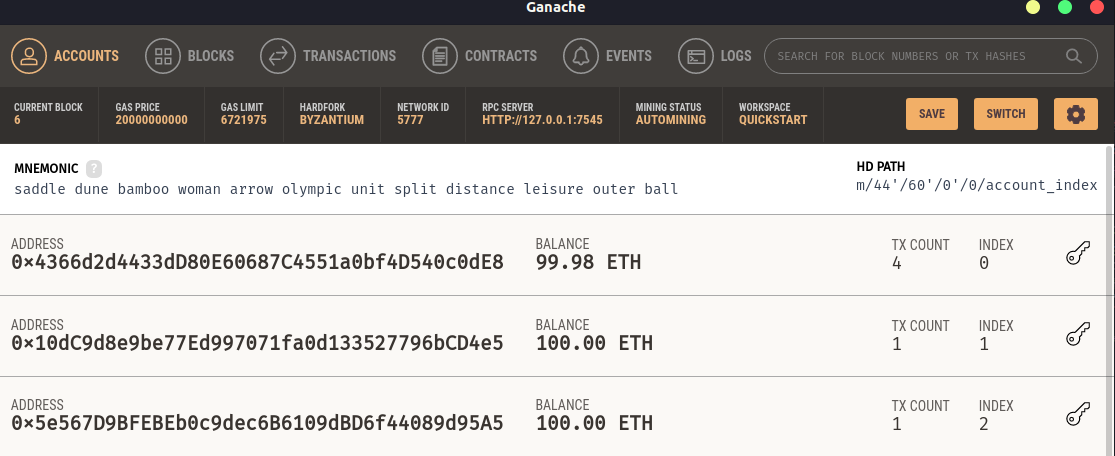 Ganache
ACCOUNTS BLOCKS TRANSACTIONS CONTRACTS EVENTS LOGS SEARCH FOR BLOCK NUMBERS OR TX HASHES
CURRENT BLOCK GAS PRICE GAS LIMIT HARDFORK NETWORK ID RPC SERVER MINING STATUS WORKSPACE
6 20000000000 6721975 BYZANTIUM 5777 HTTP://127.0.0.1:7545 AUTOMINING QUICKSTART SAVE SWITCH
MNEMONIC ? HD PATH
saddle dune bamboo woman arrow olympic unit split distance leisure outer ball m/44'/60'/0'/0/account_index
ADDRESS BALANCE TX COUNT INDEX
0×4366d2d4433dD80E60687C4551a0bf4D540c0dE8 99.98 ETH 4 0
ADDRESS BALANCE TX COUNT INDEX
0×10dC9d8e9be77Ed997071fa0d133527796bCD4e5 100.00 ETH 1 1
ADDRESS BALANCE TX COUNT INDEX
0×5e567D9BFEBEb0c9dec6B6109dBD6f44089d95A5 100.00 ETH 1 2